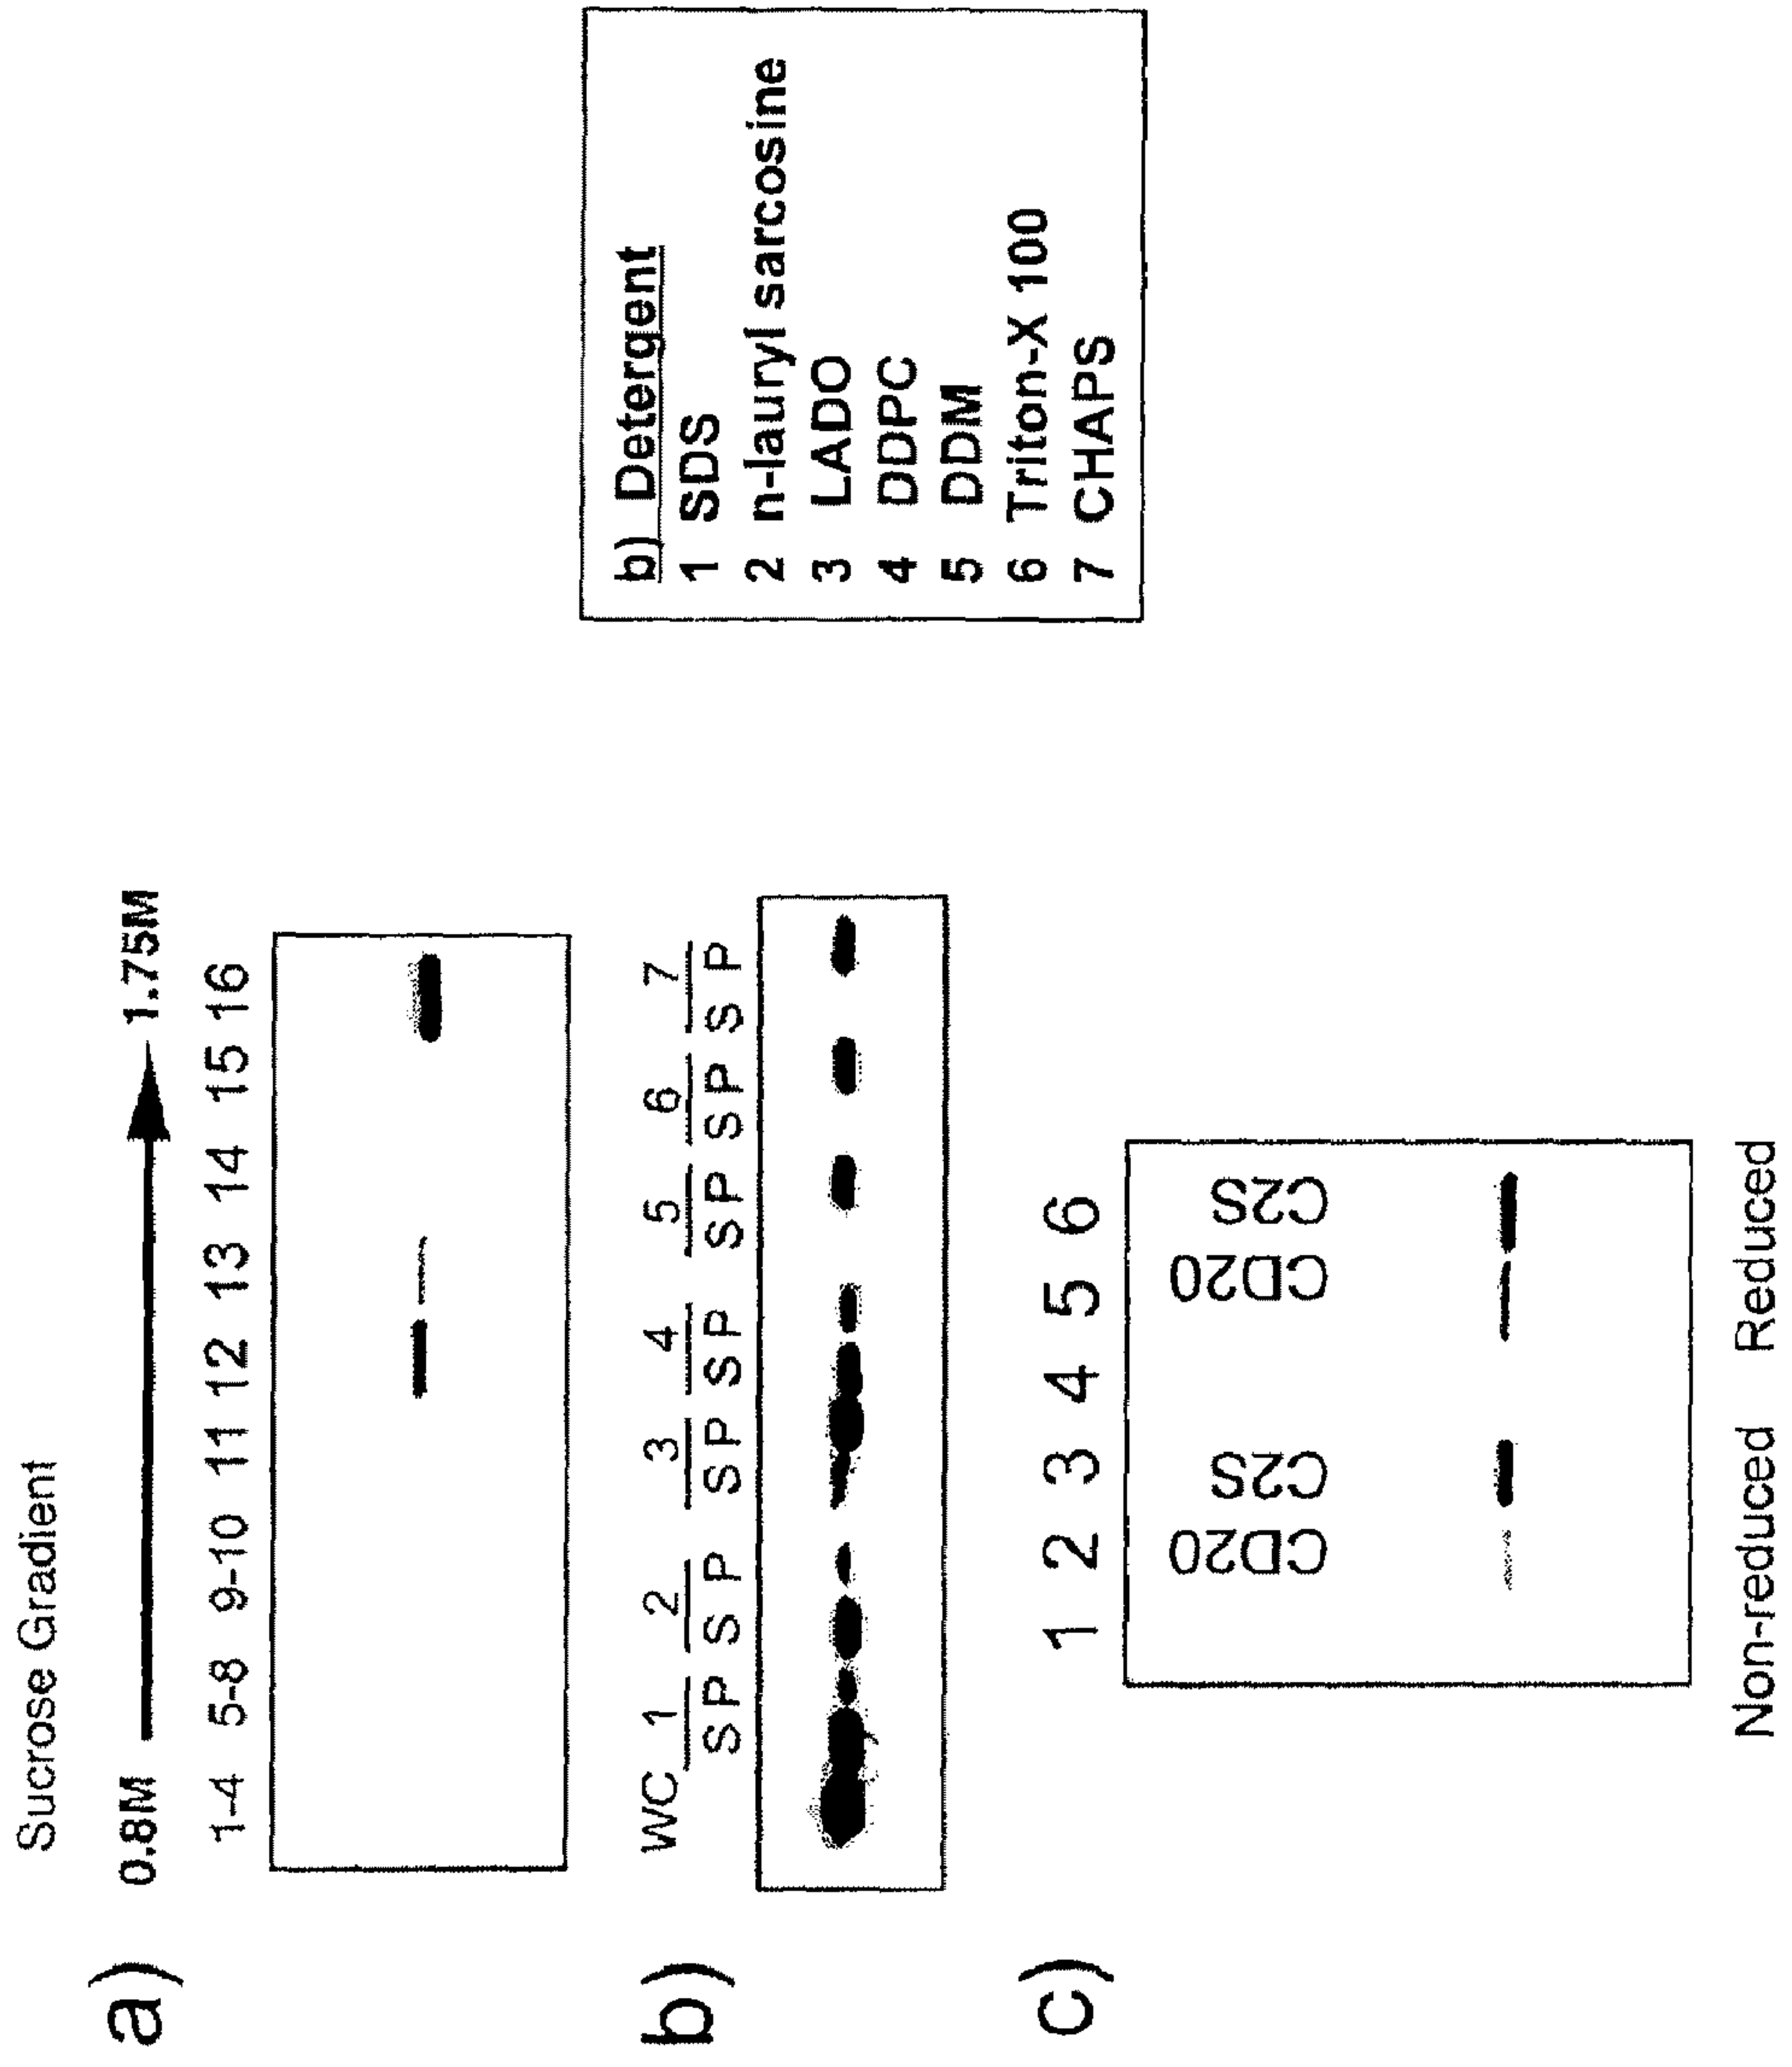 Sucrose Gradient
a) 0.8M 1.75M
1-4 5-8 9-10 11 12 13 14 15 16
b) WC 1 2 3 4 5 6 7
S P S P S P S P S P S P S P
b) Detergent
1 SDS
2 n-lauryl sarcosine
3 LADO
4 DDPC
5 DDM
6 Triton-X 100
7 CHAPS
c) 1 2 3 4 5 6
CD20 C2S CD20 C2S
Non-reduced Reduced